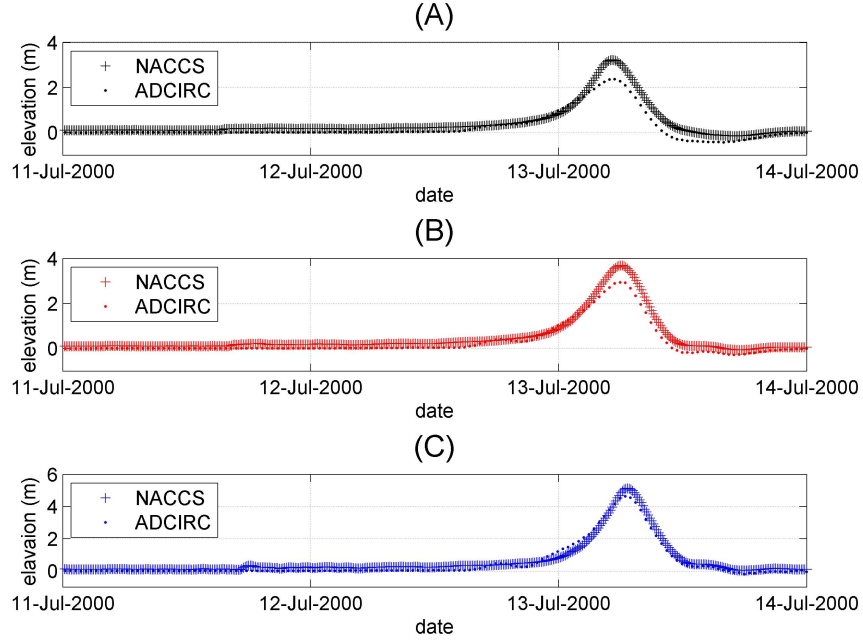 (A)
elevation (m)
4
2
0
NACCS
ADCIRC
11-Jul-2000 12-Jul-2000 13-Jul-2000 14-Jul-2000
date
(B)
elevation (m)
4
2
0
NACCS
ADCIRC
11-Jul-2000 12-Jul-2000 13-Jul-2000 14-Jul-2000
date
(C)
elavaion (m)
6
4
2
0
NACCS
ADCIRC
11-Jul-2000 12-Jul-2000 13-Jul-2000 14-Jul-2000
date